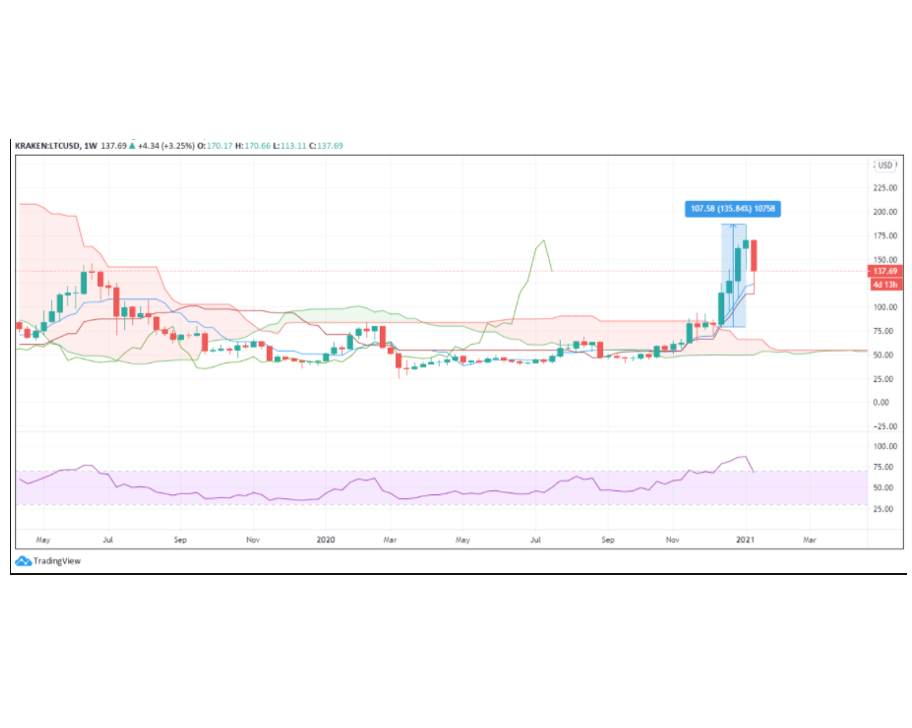 KRAKEN:LTCUSD, 1W 137.69 ▲ +4.34 (+3.25%) O:170.17 H:170.66 L:113.11 C:137.69
USD
225.00
107.58 (135.84%) 10758
200.00
175.00
150.00
137.69
4d 13h
100.00
75.00
50.00
25.00
0.00
−25.00
100.00
75.00
50.00
25.00
May Jul Sep Nov 2020 Mar May Jul Sep Nov 2021 Mar
TradingView